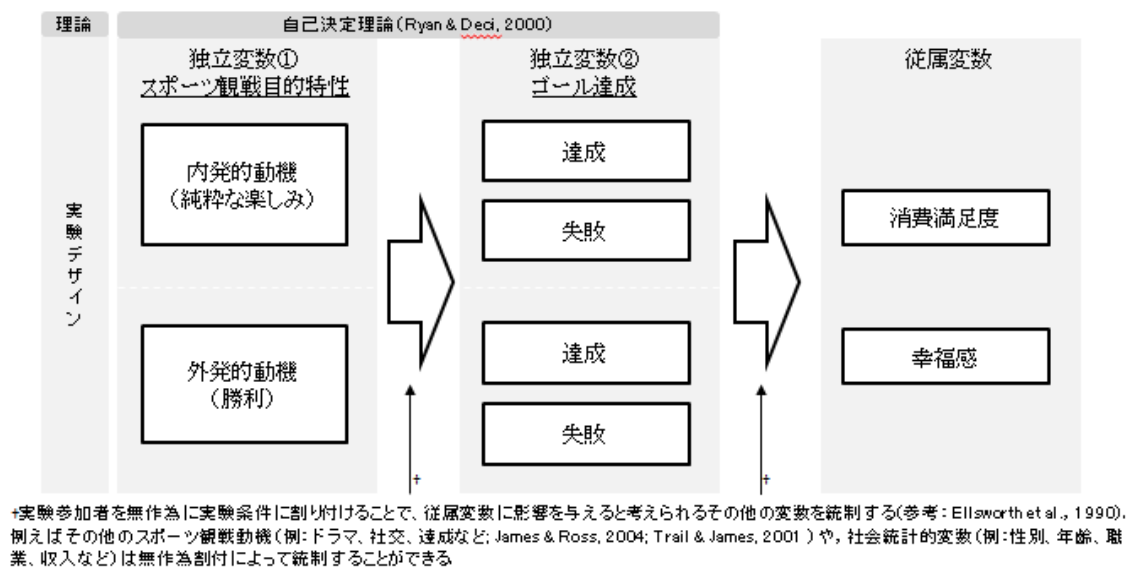 理論
自己決定理論(Ryan & Deci, 2000)
独立変数①
スポーツ観戦目的特性
独立変数②
ゴール達成
従属変数
実験デザイン
内発的動機
(純粋な楽しみ)
達成
失敗
外発的動機
(勝利)
達成
失敗
消費満足度
幸福感
†
†
†実験参加者を無作為に実験条件に割り付けることで、従属変数に影響を与えると考えられるその他の変数を統制する(参考:Ellsworth et al., 1990).
例えばその他のスポーツ観戦動機(例:ドラマ、社交、達成など; James & Ross, 2004; Trail & James, 2001 )や, 社会統計的変数(例:性別、年齢、職
業、収入など)は無作為割付によって統制することができる